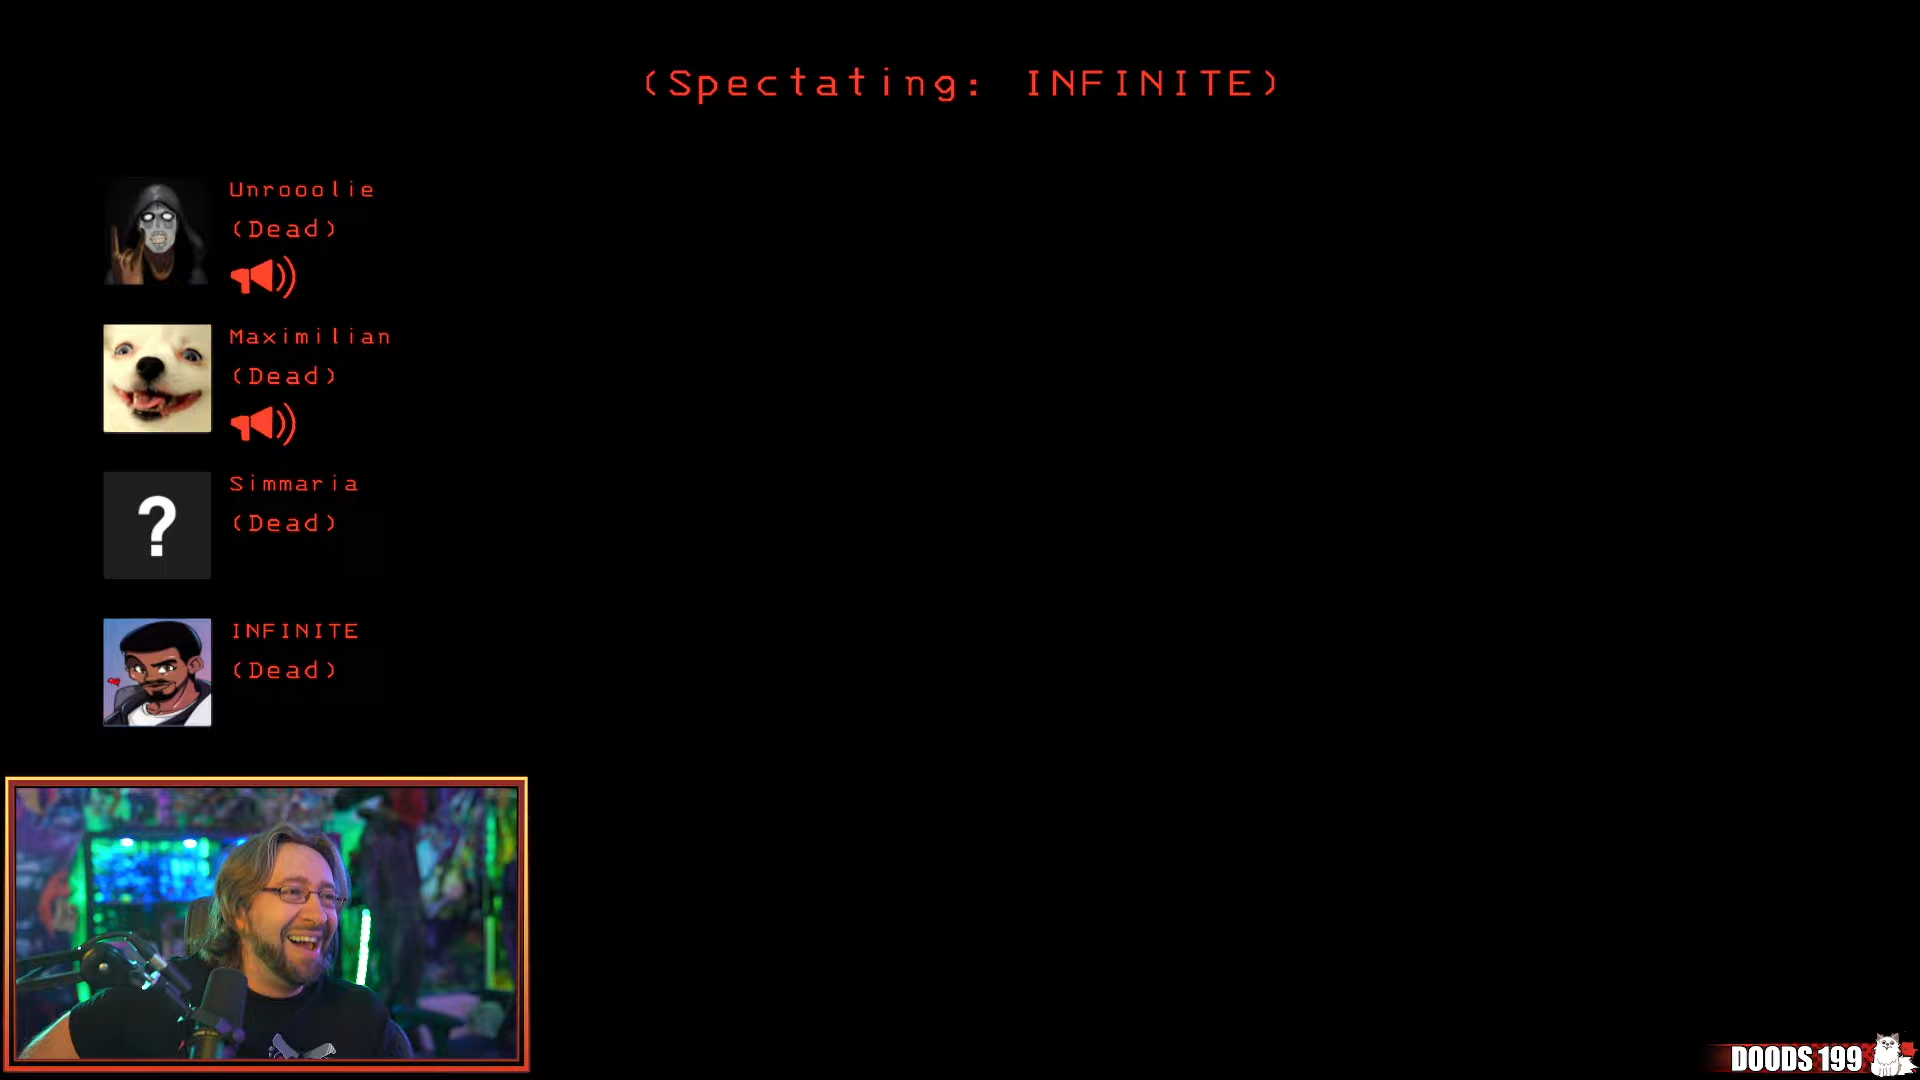 (Spectating: INFINITE)
Unrooolie
(Dead)
Maximilian
(Dead)
Simmaria
(Dead)
?
INFINITE
(Dead)
DOODS 199